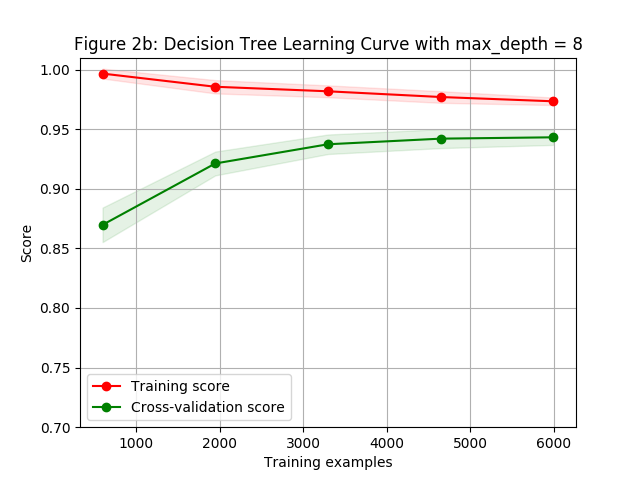 Figure 2b: Decision Tree Learning Curve with max_depth = 8
1.00
0.95
0.90
0.85
0.80
0.75
0.70
Score
Training score
Cross-validation score
1000 2000 3000 4000 5000 6000
Training examples